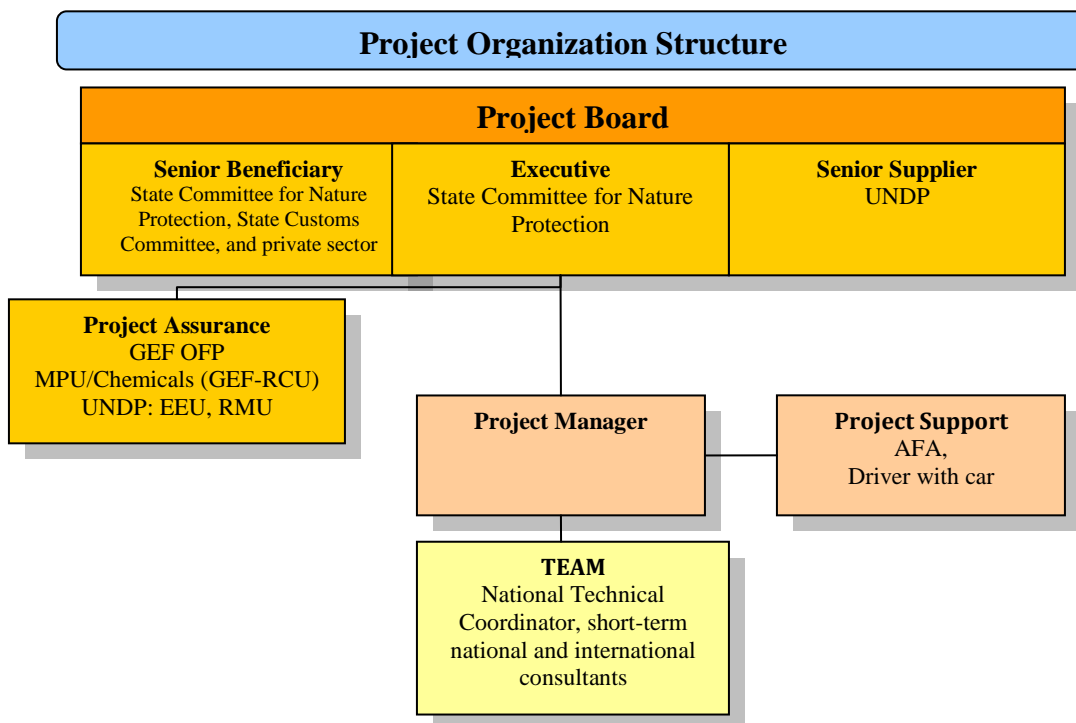 Project Organization Structure
Project Board
Senior Beneficiary
State Committee for Nature
Protection, State Customs
Committee, and private sector
Executive
State Committee for Nature
Protection
Senior Supplier
UNDP
Project Assurance
GEF OFP
MPU/Chemicals (GEF-RCU)
UNDP: EEU, RMU
Project Manager
Project Support
AFA,
Driver with car
TEAM
National Technical
Coordinator, short-term
national and international
consultants